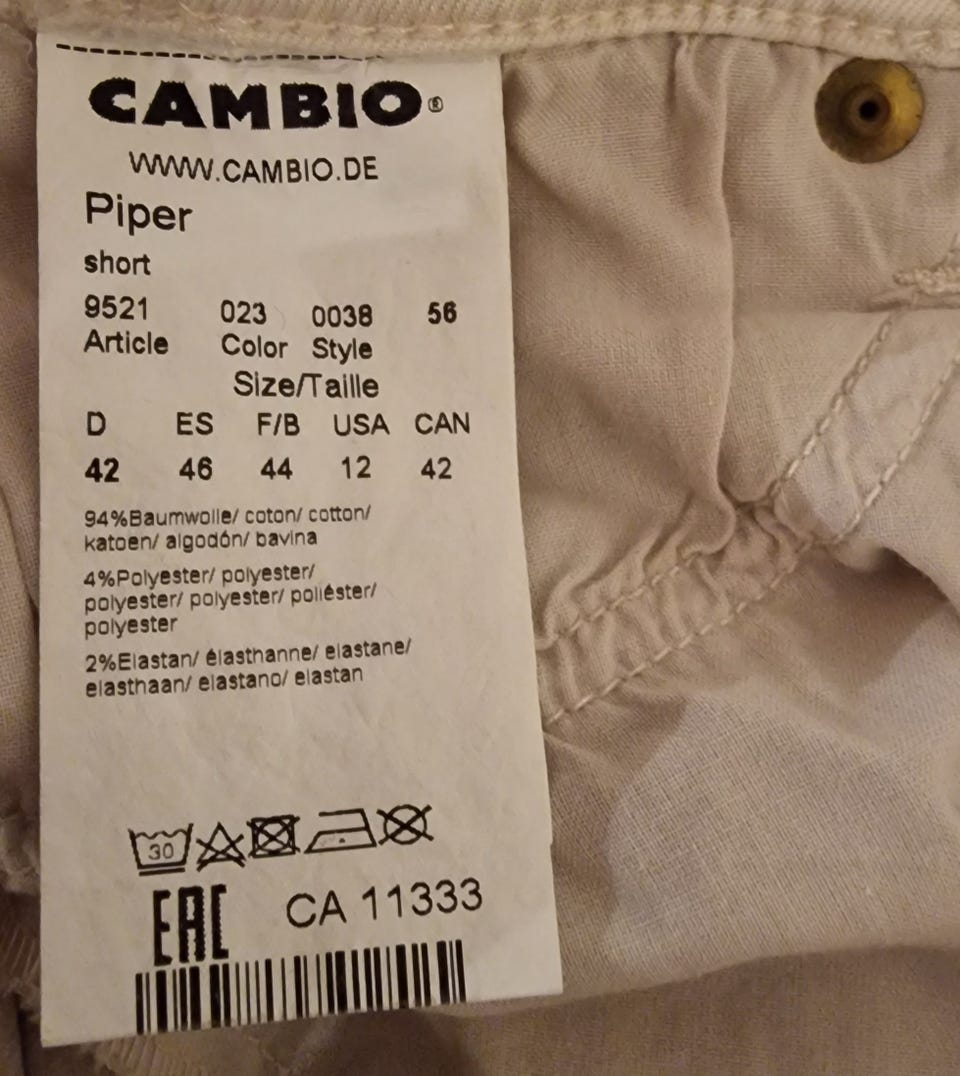 CAMBIO®
WWW.CAMBIO.DE
Piper
short
9521 023 0038 56
Article Color Style
Size/Taille
D ES F/B USA CAN
42 46 44 12 42
94%Baumwolle/ coton/ cotton/
katoen/ algodón/ bavlna
4%Polyester/ polyester/
polyester/ polyester/ poliéster/
polyester
2%Elastan/ élasthanne/ elastane/
elasthaan/ elastano/ elastan
30
EAC CA 11333